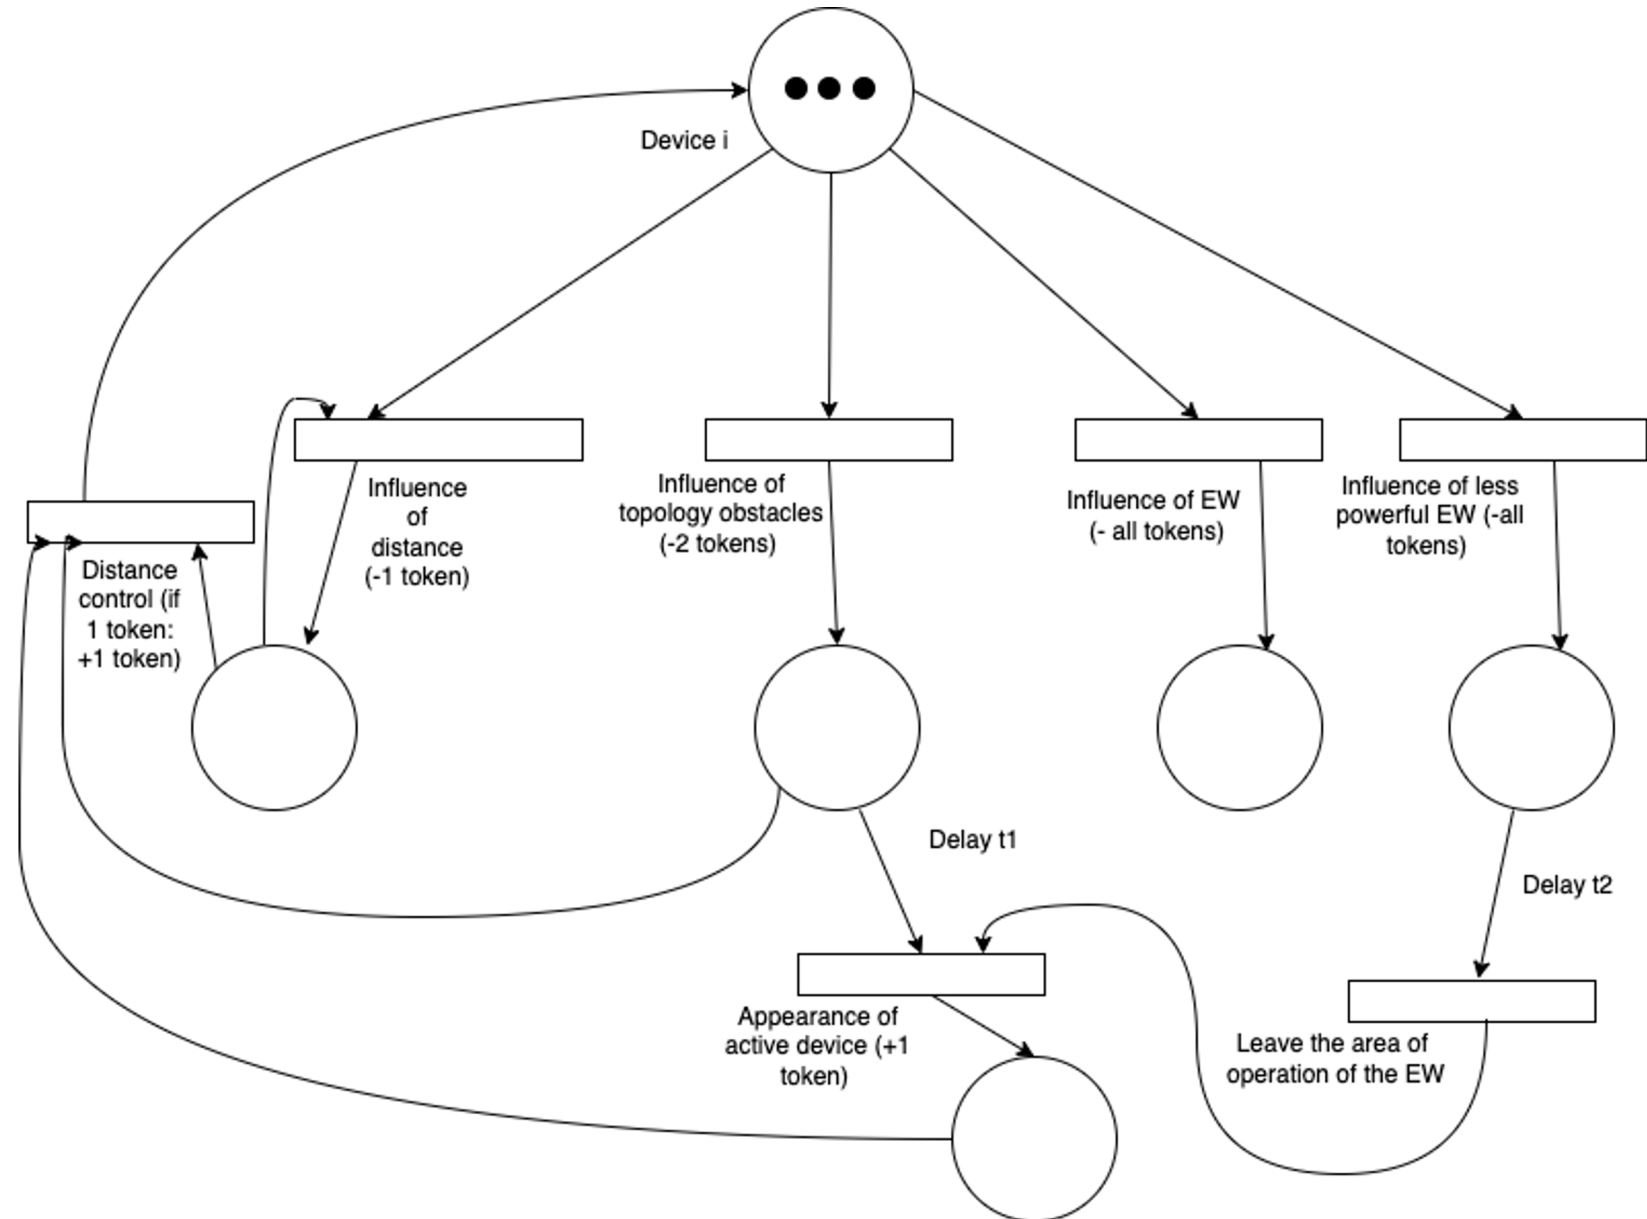 Device i
Influence
of
distance
(-1 token)
Influence of
topology obstacles
(-2 tokens)
Influence of EW
(- all tokens)
Influence of less
powerful EW (-all
tokens)
Distance
control (if
1 token:
+1 token)
Delay t1
Delay t2
Appearance of
active device (+1
token)
Leave the area of
operation of the EW